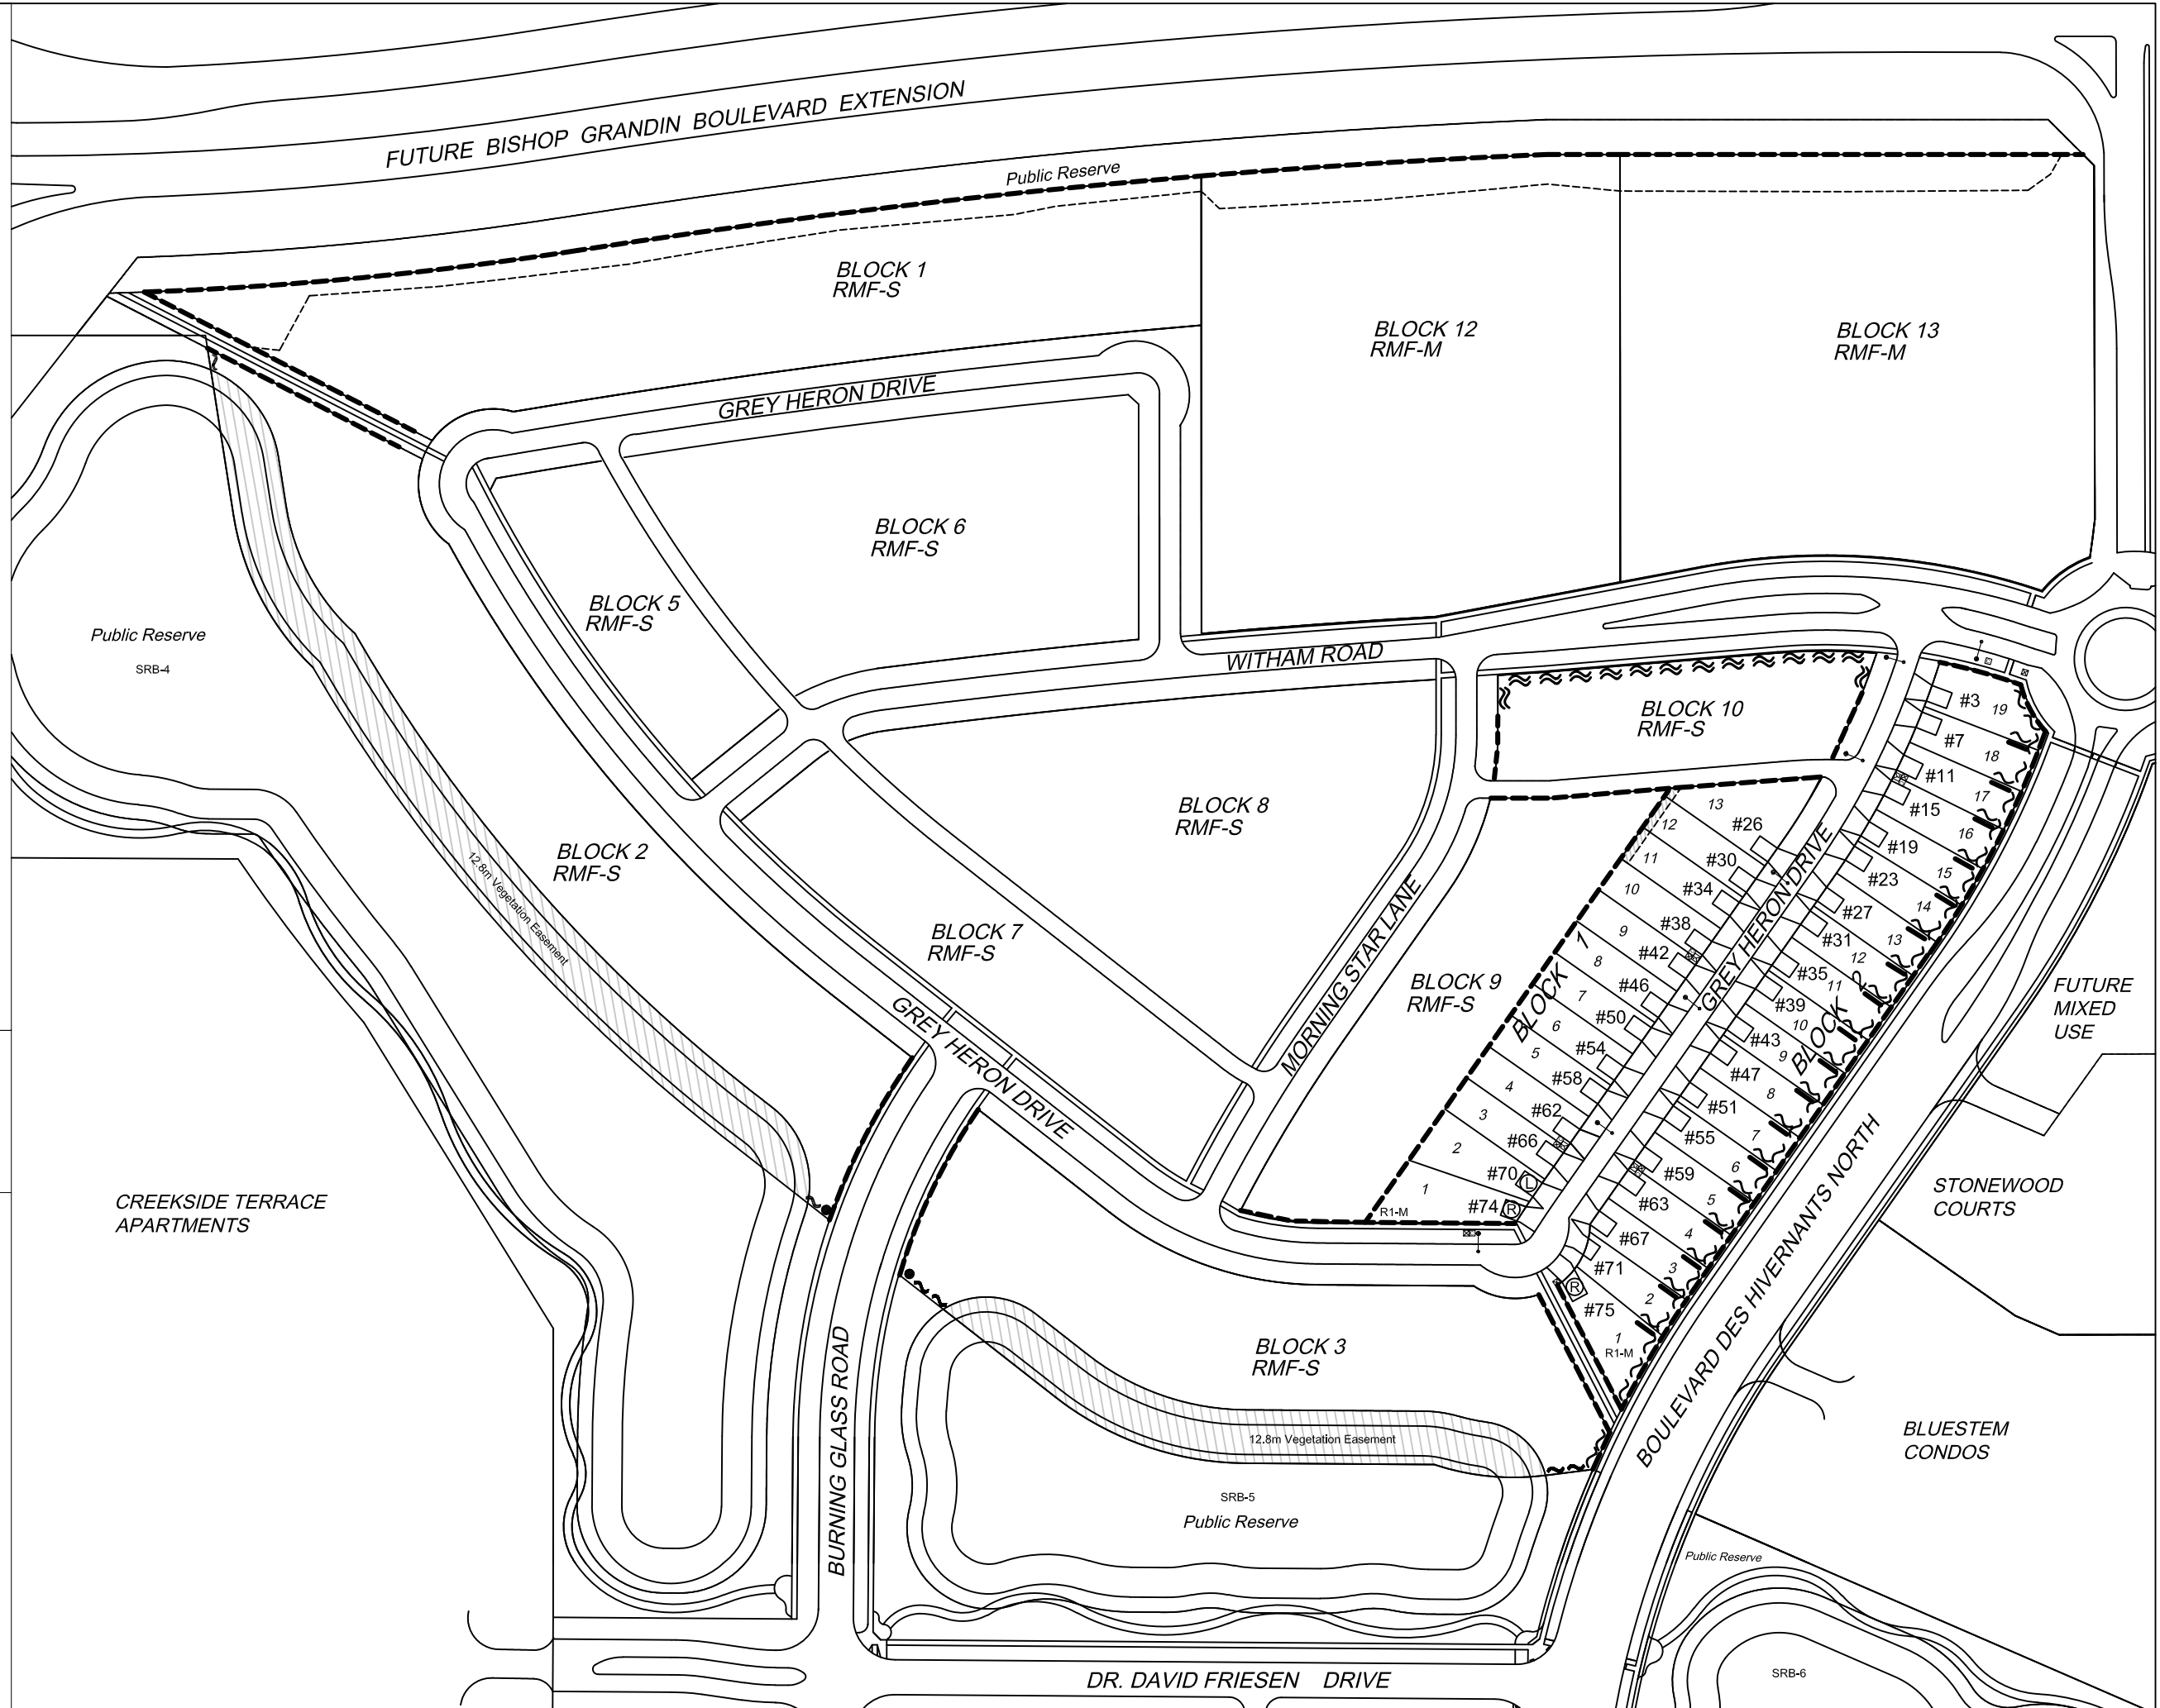 FUTURE BISHOP GRANDIN BOULEVARD EXTENSION
Public Reserve
BLOCK 1
RMF-S
BLOCK 12
RMF-M
BLOCK 13
RMF-M
GREY HERON DRIVE
BLOCK 6
RMF-S
BLOCK 5
RMF-S
Public Reserve
SRB-4
WITHAM ROAD
BLOCK 10
RMF-S
BLOCK 8
RMF-S
BLOCK 2
RMF-S
12.8m Vegetation Easement
BLOCK 7
RMF-S
MORNING STAR LANE
BLOCK 9
RMF-S
GREY HERON DRIVE
BLOCK 1
13
#26
12
#30
11
#34
10
#38
9
#42
8
#46
7
#50
6
#54
5
#58
4
#62
3
#66
2
#70
L
1
#74
R
R1-M
GREY HERON DRIVE
BLOCK 2
#3
19
#7
18
#11
17
#15
16
#19
15
#23
14
#27
13
#31
12
#35
11
#39
10
#43
9
#47
8
#51
7
#55
6
#59
5
#63
4
#67
3
#71
2
R
#75
1
R1-M
FUTURE
MIXED
USE
STONEWOOD
COURTS
BOULEVARD DES HIVERNANTS NORTH
CREEKSIDE TERRACE
APARTMENTS
BURNING GLASS ROAD
BLOCK 3
RMF-S
12.8m Vegetation Easement
BLUESTEM
CONDOS
SRB-5
Public Reserve
Public Reserve
SRB-6
DR. DAVID FRIESEN DRIVE